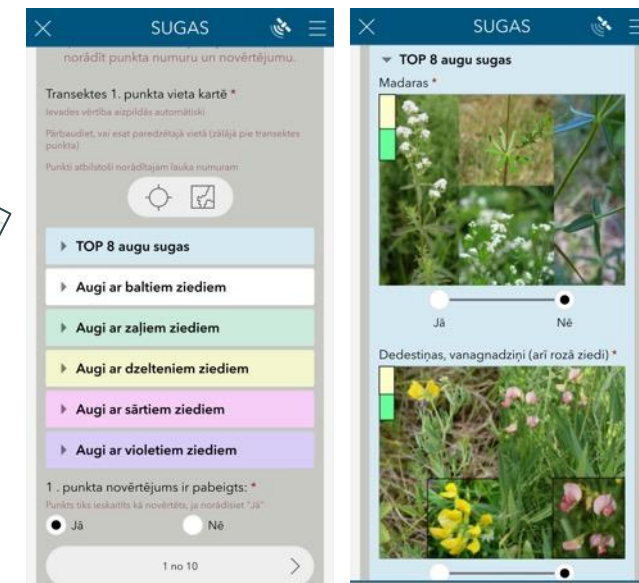 SUGAS
norādīt punkta numuru un novērtējumu.
Transektes 1. punkta vieta kartē *
Ievades vērtība aizpildās automātiski
Pārbaudiet, vai esat paredzētajā vietā (zālājā pie transektes
punkta)
Punkti atbilstoši norādītajam lauka numuram
TOP 8 augu sugas
Augi ar baltiem ziediem
Augi ar zaļiem ziediem
Augi ar dzelteniem ziediem
Augi ar sārtiem ziediem
Augi ar violetiem ziediem
1 . punkta novērtējums ir pabeigts: *
Punkts tiks ieskaitīts kā novērtēts, ja norādīsiet "Jā"
Jā Nē
1 no 10
SUGAS
TOP 8 augu sugas
Madaras *
Jā Nē
Dedestiņas, vanagnadziņi (arī rozā ziedi) *